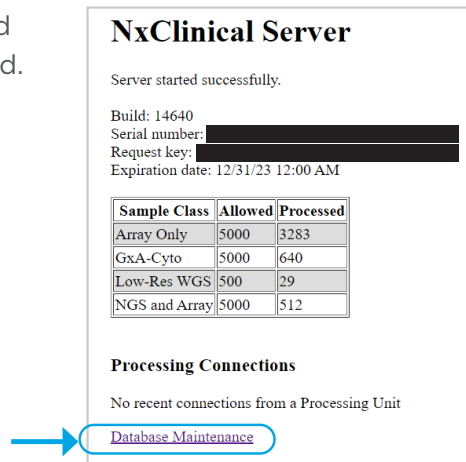 d
d.
NxClinical Server
Server started successfully.
Build: 14640
Serial number:
Request key:
Expiration date: 12/31/23 12:00 AM
Sample Class Allowed Processed
Array Only 5000 3283
GxA-Cyto 5000 640
Low-Res WGS 500 29
NGS and Array 5000 512
Processing Connections
No recent connections from a Processing Unit
Database Maintenance